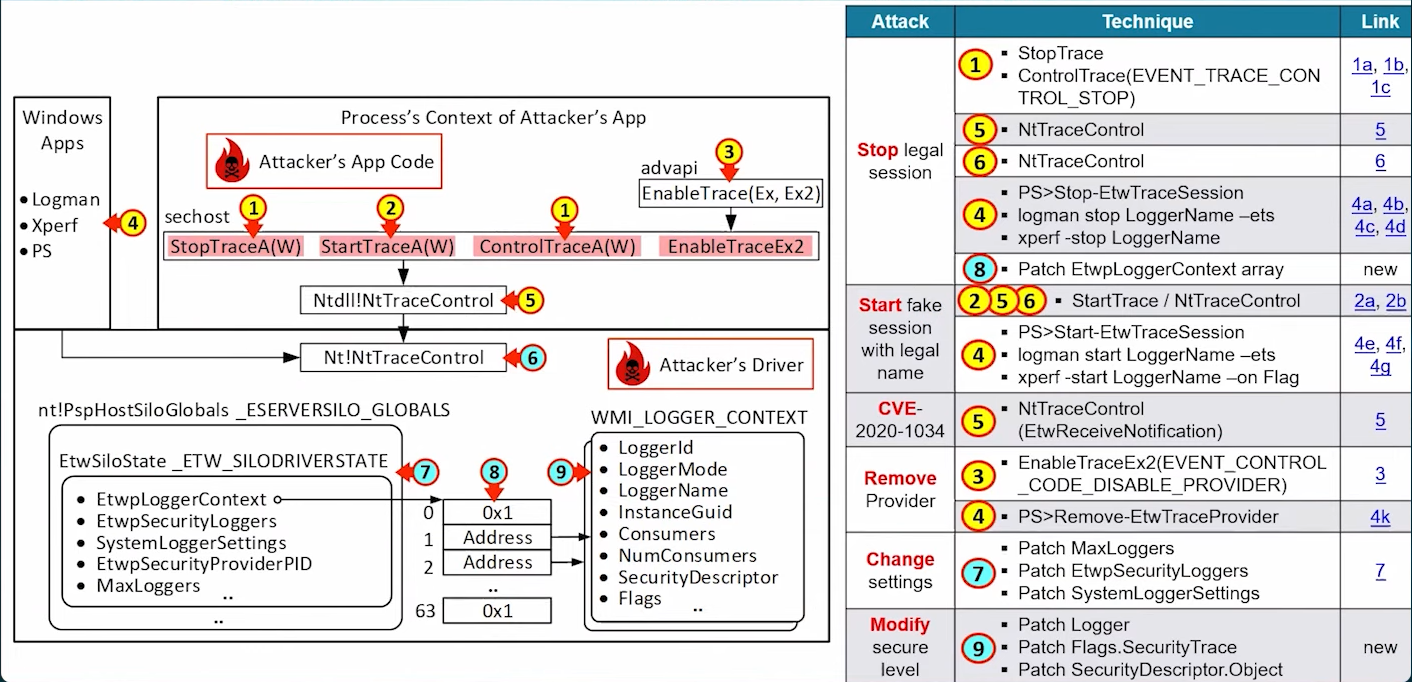 Windows
Apps
• Logman
• Xperf
• PS
4
Process's Context of Attacker's App
Attacker's App Code
3
advapi
EnableTrace(Ex, Ex2)
sechost
1
2
1
StopTraceA(W)
StartTraceA(W)
ControlTraceA(W)
EnableTraceEx2
Ntdll!NtTraceControl
5
Nt!NtTraceControl
6
Attacker's Driver
nt!PspHostSiloGlobals _ESERVERSILO_GLOBALS
EtwSiloState _ETW_SILODRIVERSTATE
7
• EtwpLoggerContext
• EtwpSecurityLoggers
• SystemLoggerSettings
• EtwpSecurityProviderPID
• MaxLoggers
..
..
8
0 0x1
1 Address
2 Address
..
63 0x1
9
WMI_LOGGER_CONTEXT
• LoggerId
• LoggerMode
• LoggerName
• InstanceGuid
• Consumers
• NumConsumers
• SecurityDescriptor
• Flags
..
Attack
Technique
Link
Stop legal
session
1
▪ StopTrace
▪ ControlTrace(EVENT_TRACE_CON
TROL_STOP)
1a, 1b,
1c
5 ▪ NtTraceControl
5
6 ▪ NtTraceControl
6
4
▪ PS>Stop-EtwTraceSession
▪ logman stop LoggerName –ets
▪ xperf -stop LoggerName
4a, 4b,
4c, 4d
8 ▪ Patch EtwpLoggerContext array
new
Start fake
session
with legal
name
2 5 6 ▪ StartTrace / NtTraceControl
2a, 2b
4
▪ PS>Start-EtwTraceSession
▪ logman start LoggerName –ets
▪ xperf -start LoggerName –on Flag
4e, 4f,
4g
CVE-
2020-1034
5
▪ NtTraceControl
(EtwReceiveNotification)
5
Remove
Provider
3
▪ EnableTraceEx2(EVENT_CONTROL
_CODE_DISABLE_PROVIDER)
3
4 ▪ PS>Remove-EtwTraceProvider
4k
Change
settings
7
▪ Patch MaxLoggers
▪ Patch EtwpSecurityLoggers
▪ Patch SystemLoggerSettings
7
Modify
secure
level
9
▪ Patch Logger
▪ Patch Flags.SecurityTrace
▪ Patch SecurityDescriptor.Object
new